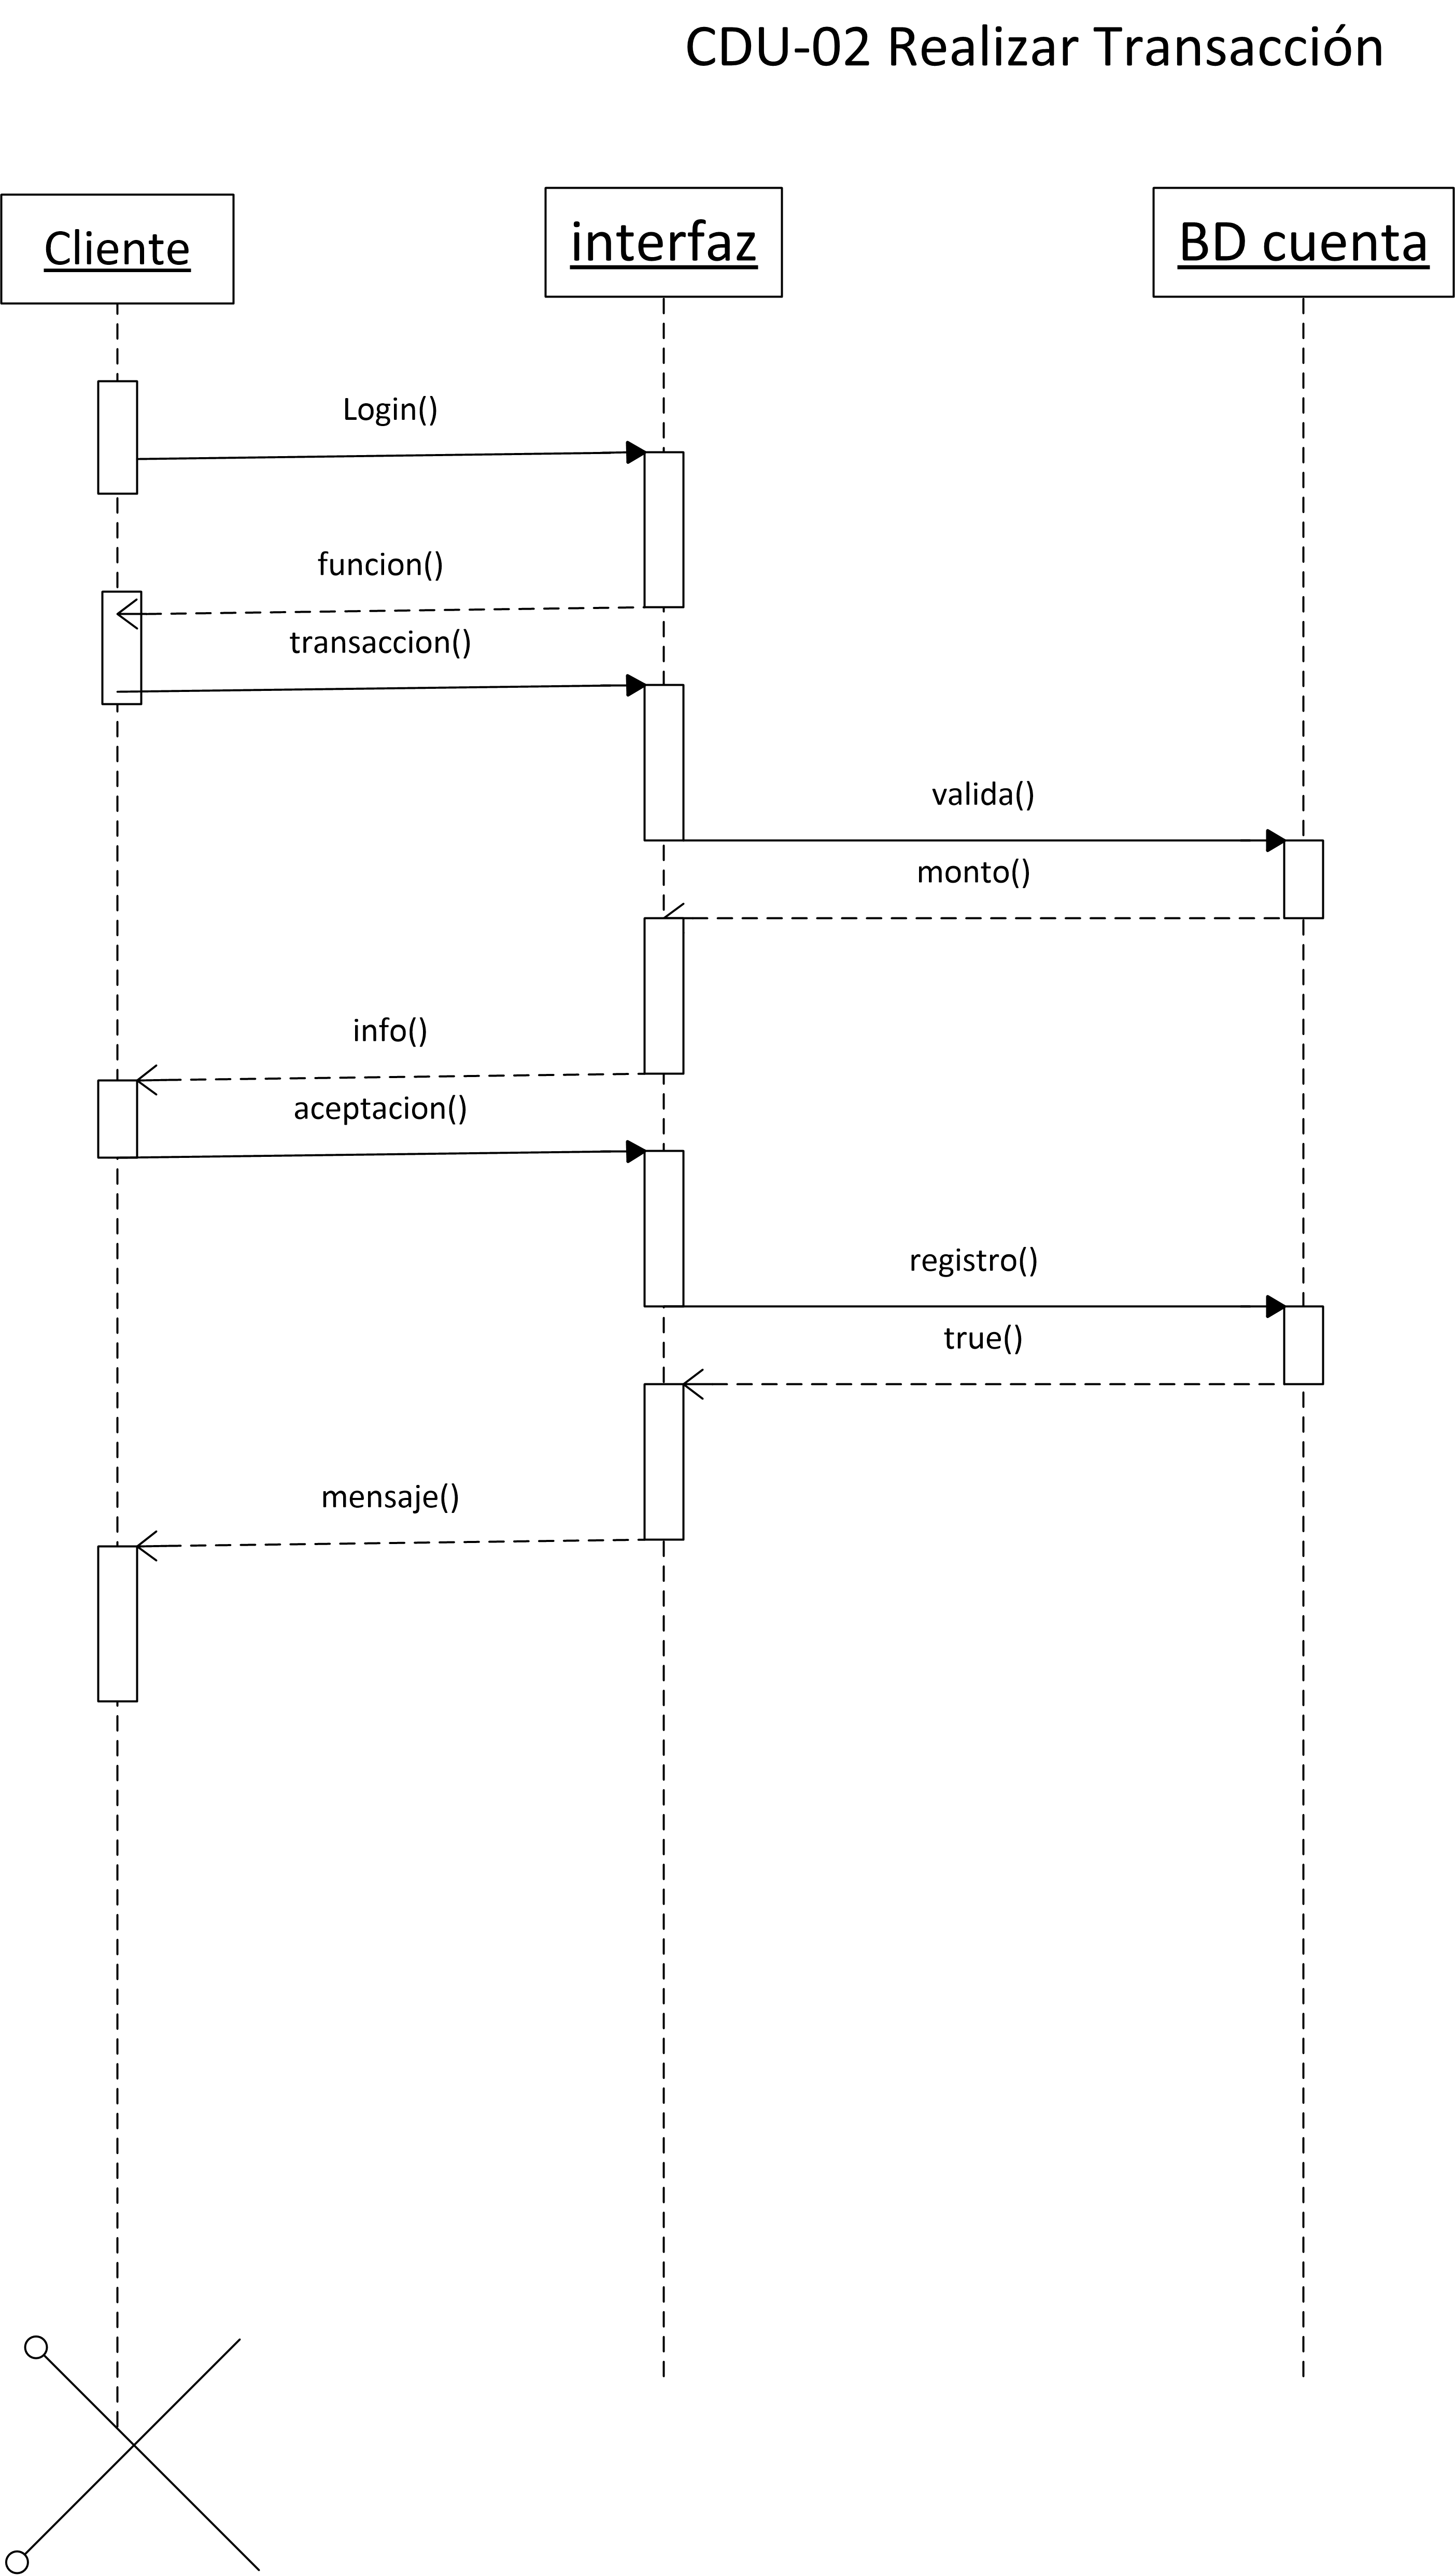 CDU-02 Realizar Transacción
Cliente
interfaz
BD cuenta
Login()
funcion()
transaccion()
valida()
monto()
info()
aceptacion()
registro()
true()
mensaje()